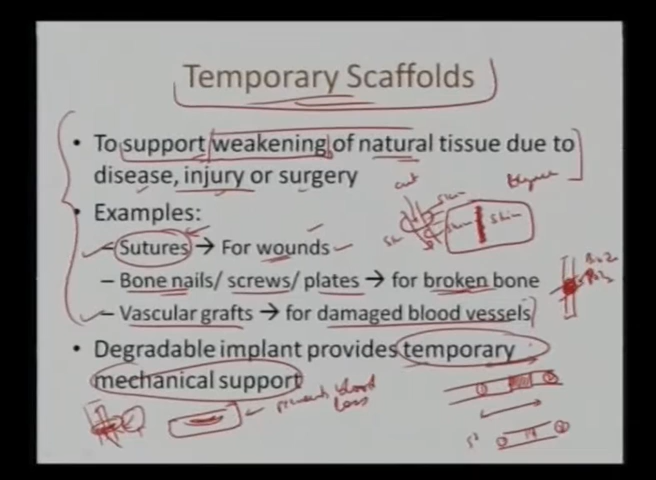 Temporary Scaffolds
• To support weakening of natural tissue due to
disease, injury or surgery
• Examples:
– Sutures → For wounds
– Bone nails/ screws/ plates → for broken bone
– Vascular grafts → for damaged blood vessels
• Degradable implant provides temporary
mechanical support
cut
Skin
Skin
Skin
blood
loss